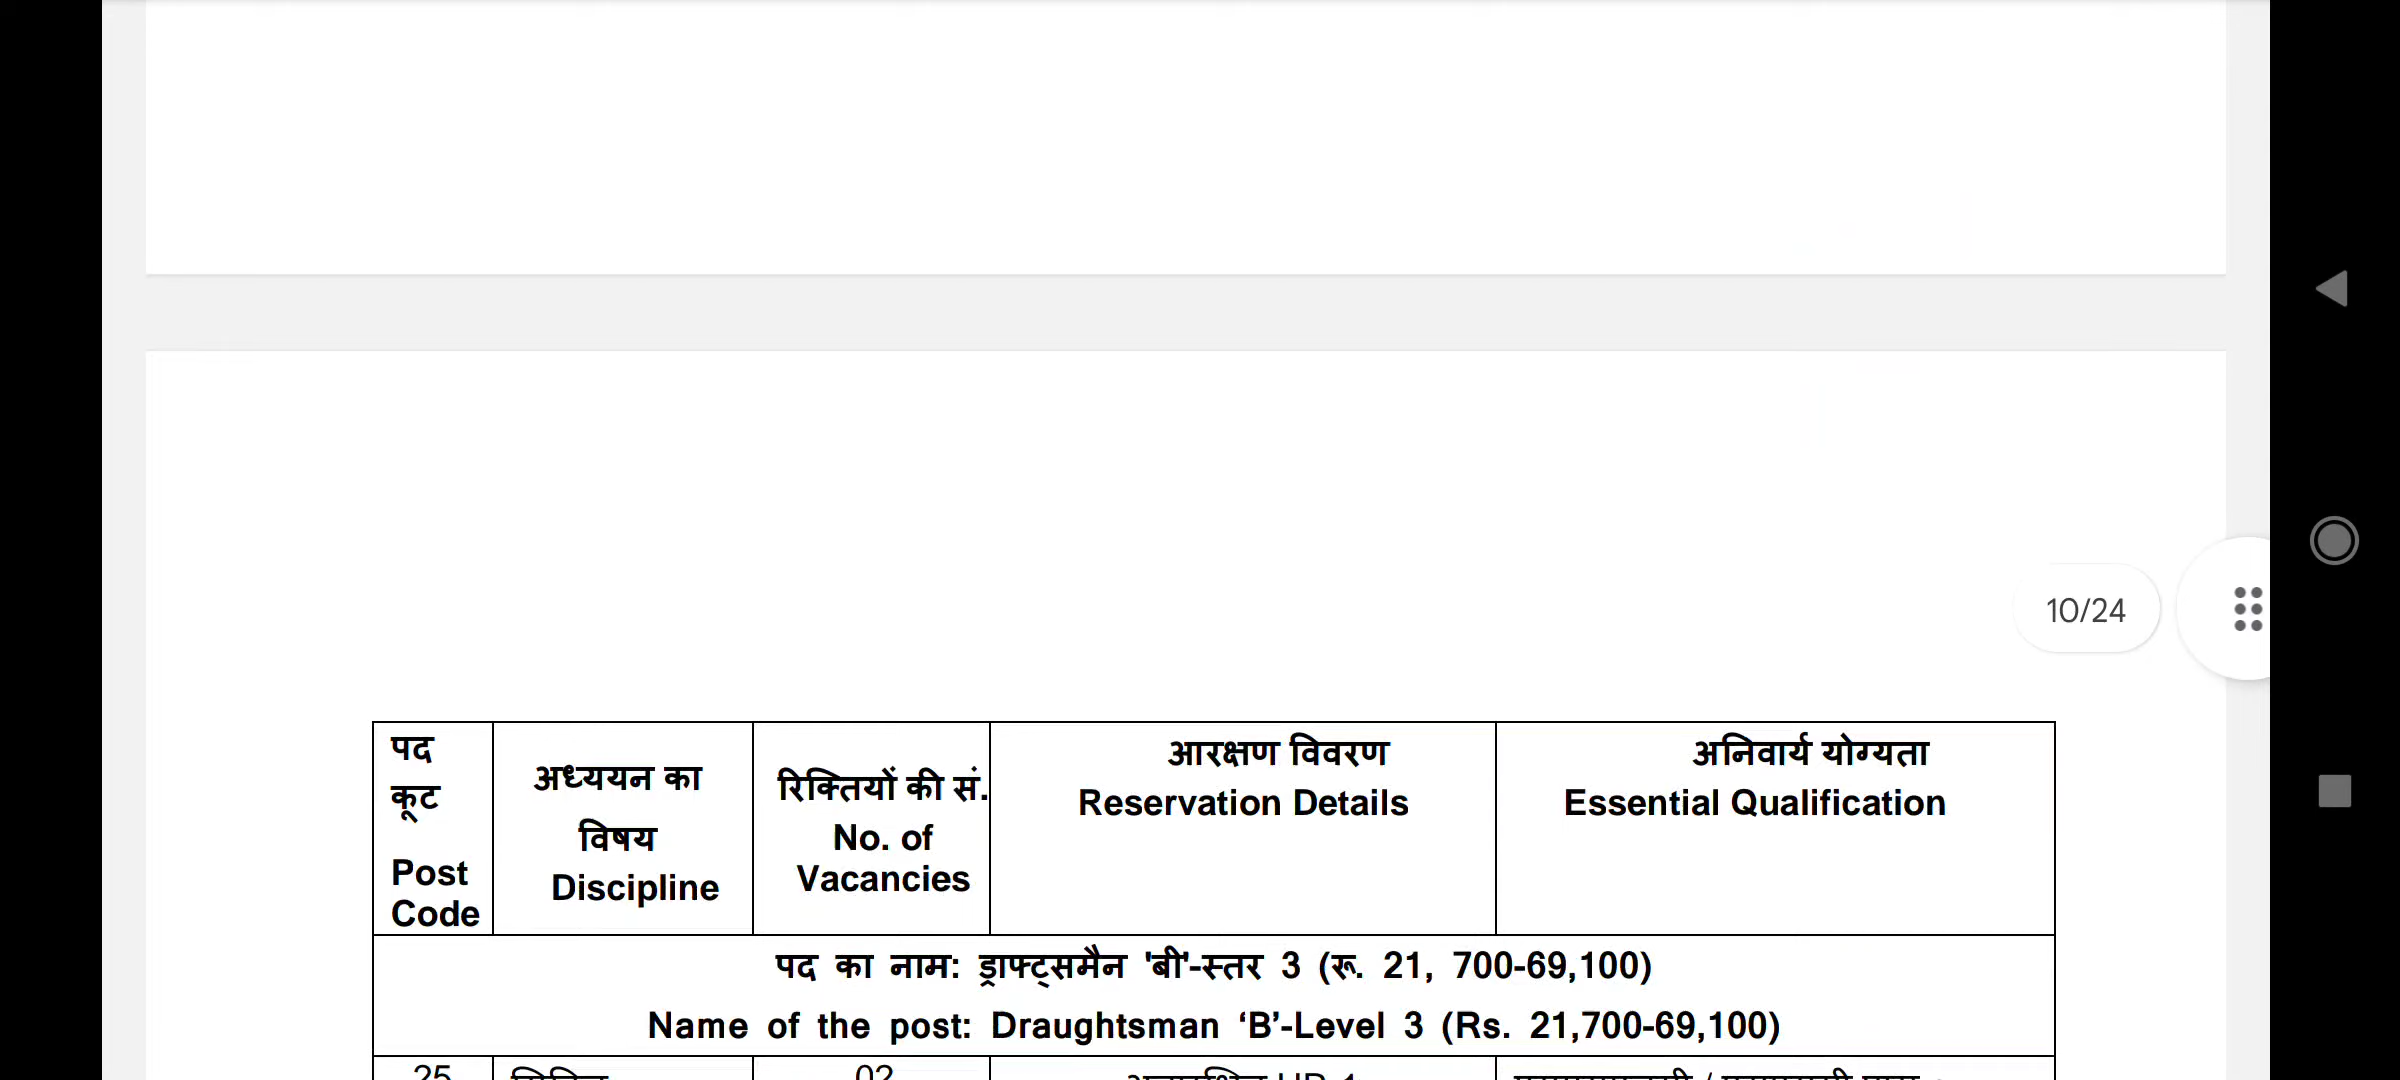 10/24
पद
कूट
Post
Code
अध्ययन का
विषय
Discipline
रिक्तियों की सं.
No. of
Vacancies
आरक्षण विवरण
Reservation Details
अनिवार्य योग्यता
Essential Qualification
पद का नाम: ड्राफ्ट्समैन 'बी'-स्तर 3 (रू. 21, 700-69,100)
Name of the post: Draughtsman ‘B’-Level 3 (Rs. 21,700-69,100)
25
02